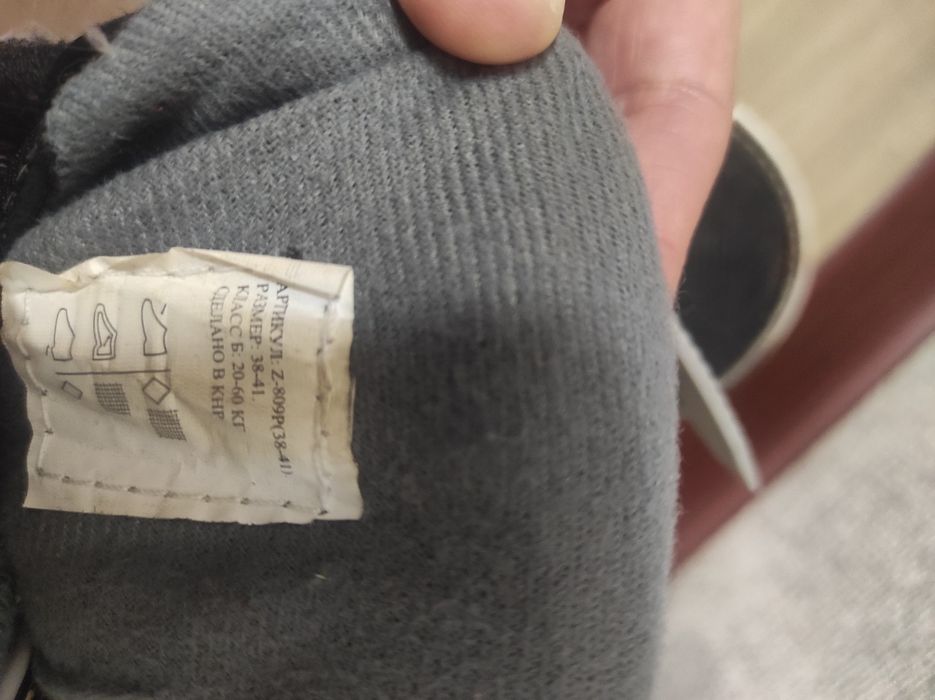 АРТИКУЛ: Z-809P(38-41)
РАЗМЕР: 38-41.
КЛАСС Б: 20-60 КГ
СДЕЛАНО В КНР